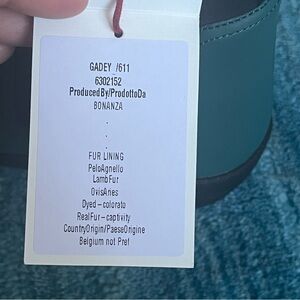 GADEY /611
6302152
ProducedBy/ProdottoDa
BONANZA
.
.
.
FUR LINING
PeloAgnello
LambFur
OvisAries
Dyed – colorato
RealFur – captivity
CountryOrigin/PaeseOrigine
Belgium not Pref